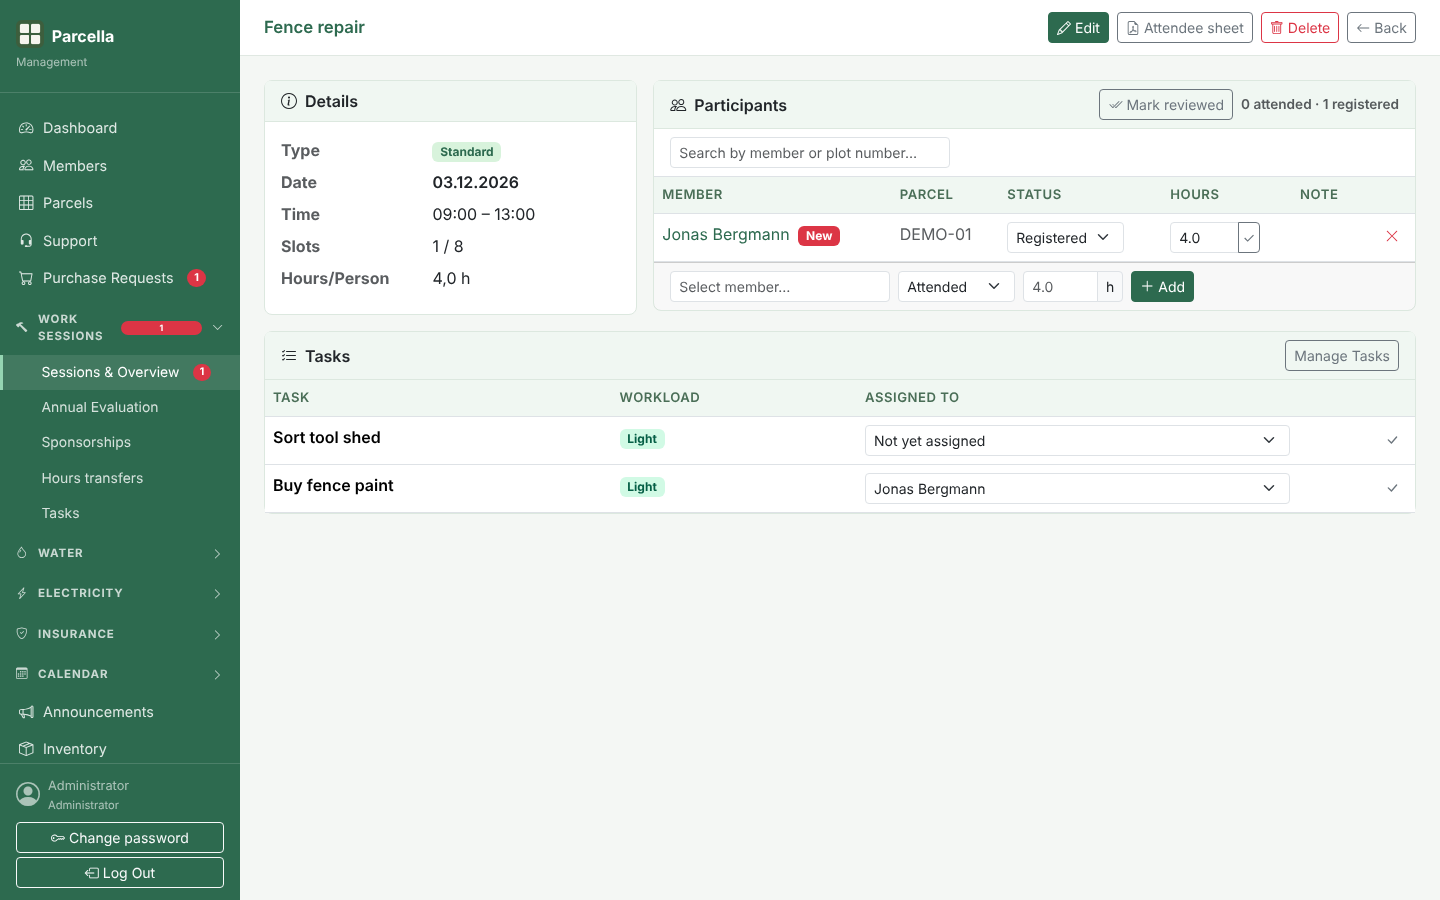 Parcella
Management
Dashboard
Members
Parcels
Support
Purchase Requests 1
WORK SESSIONS 1
Sessions & Overview 1
Annual Evaluation
Sponsorships
Hours transfers
Tasks
WATER
ELECTRICITY
INSURANCE
CALENDAR
Announcements
Inventory
Administrator
Administrator
Change password
Log Out
Fence repair
Edit
Attendee sheet
Delete
Back
Details
Type Standard
Date 03.12.2026
Time 09:00 – 13:00
Slots 1 / 8
Hours/Person 4,0 h
Participants
Mark reviewed
0 attended · 1 registered
Search by member or plot number...
MEMBER PARCEL STATUS HOURS NOTE
Jonas Bergmann New DEMO-01 Registered 4.0
Select member... Attended 4.0 h Add
Tasks
Manage Tasks
TASK WORKLOAD ASSIGNED TO
Sort tool shed Light Not yet assigned
Buy fence paint Light Jonas Bergmann